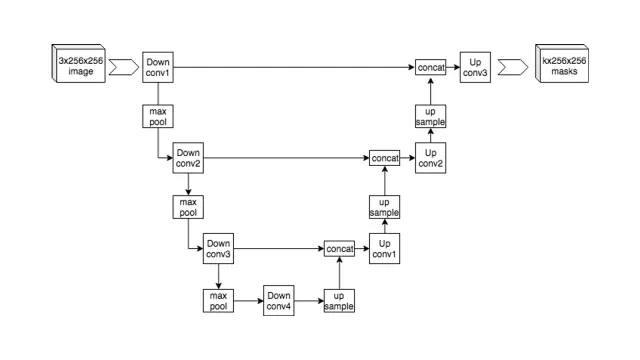 3x256x256
image
Down
conv1
concat
Up
conv3
kx256x256
masks
max
pool
up
sample
Down
conv2
concat
Up
conv2
max
pool
up
sample
Down
conv3
concat
Up
conv1
max
pool
Down
conv4
up
sample